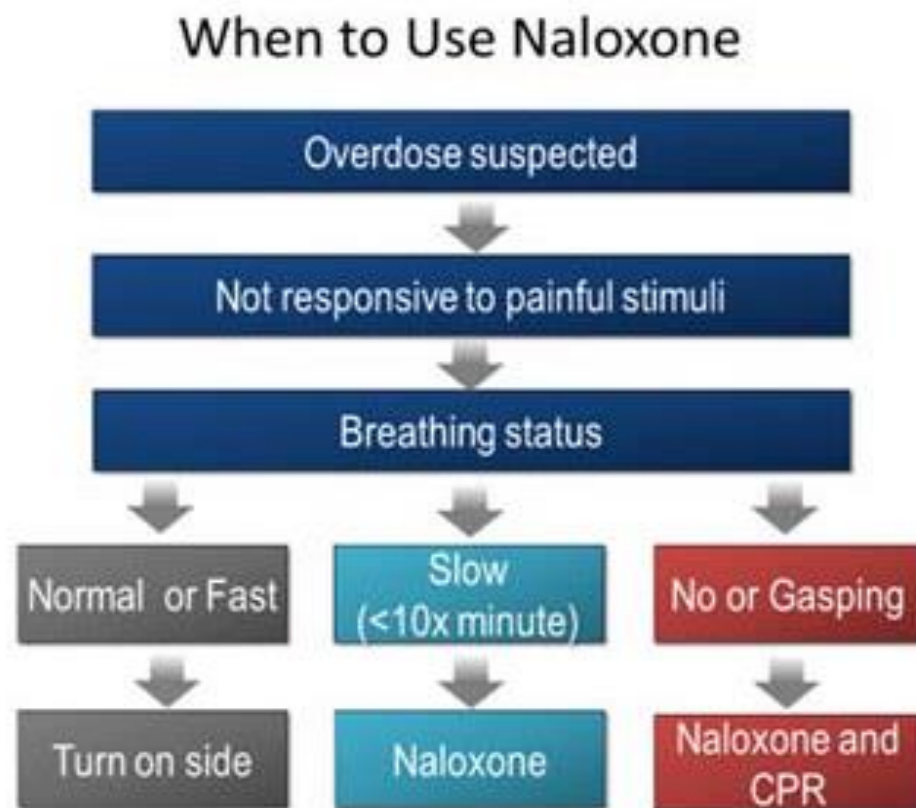 When to Use Naloxone
Overdose suspected
Not responsive to painful stimuli
Breathing status
Normal or Fast
Slow
(<10x minute)
No or Gasping
Turn on side
Naloxone
Naloxone and
CPR